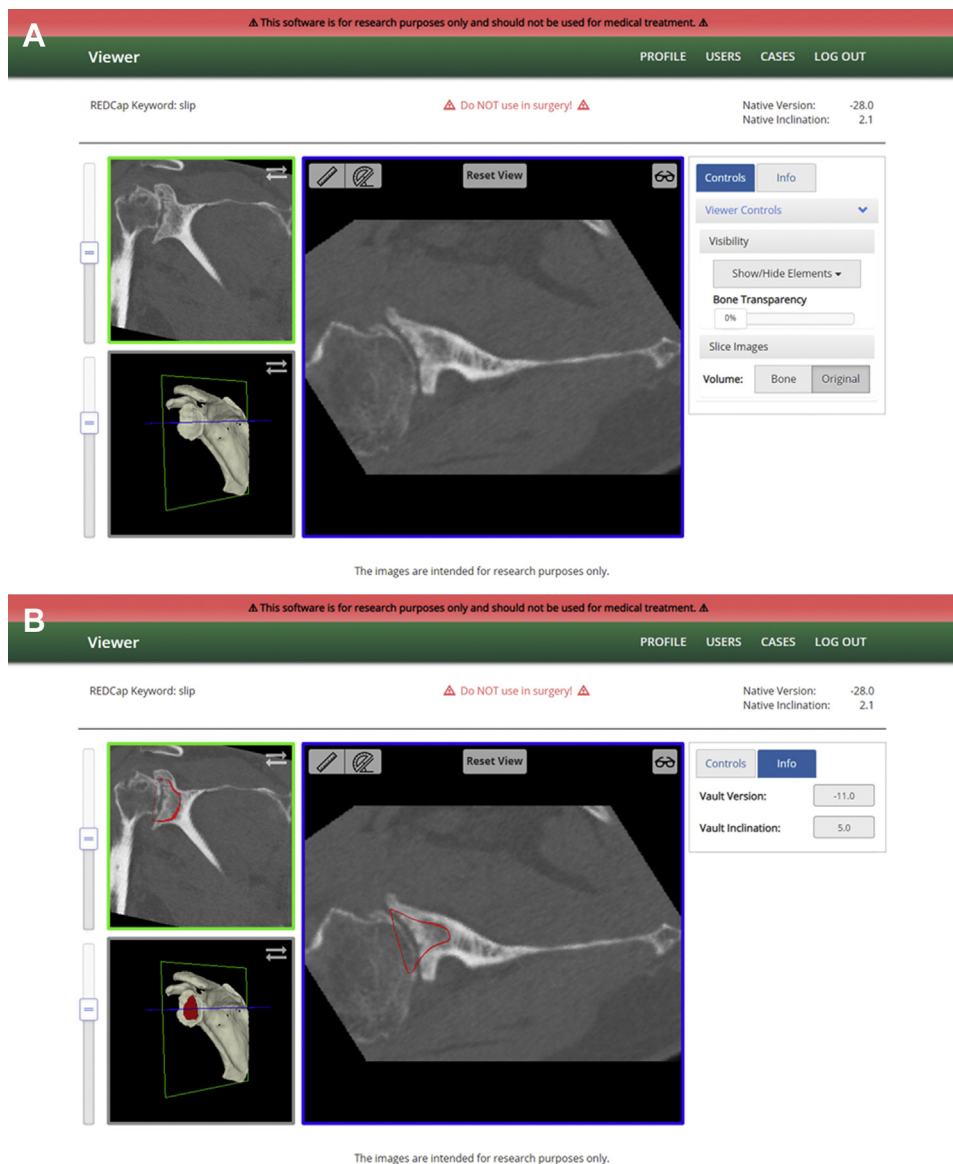 A
⚠ This software is for research purposes only and should not be used for medical treatment. ⚠
Viewer PROFILE USERS CASES LOG OUT
REDCap Keyword: slip ⚠ Do NOT use in surgery! ⚠ Native Version: -28.0
Native Inclination: 2.1
Reset View
Controls Info
Viewer Controls
Visibility
Show/Hide Elements
Bone Transparency
0%
Slice Images
Volume: Bone Original
The images are intended for research purposes only.
B
⚠ This software is for research purposes only and should not be used for medical treatment. ⚠
Viewer PROFILE USERS CASES LOG OUT
REDCap Keyword: slip ⚠ Do NOT use in surgery! ⚠ Native Version: -28.0
Native Inclination: 2.1
Reset View
Controls Info
Vault Version: -11.0
Vault Inclination: 5.0
The images are intended for research purposes only.